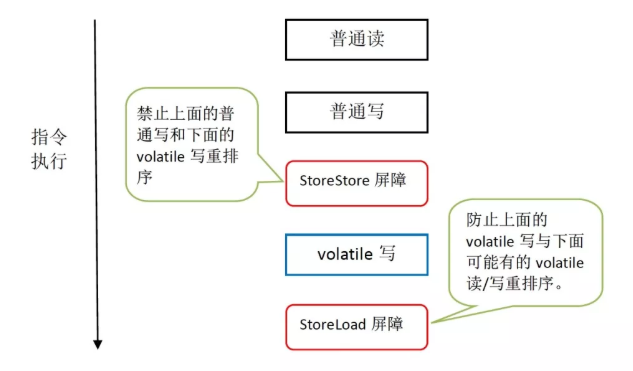 普通读
普通写
指令
执行
禁止上面的普
通写和下面的
volatile 写重排
序
StoreStore 屏障
volatile 写
防止上面的
volatile 写与下面
可能有的 volatile
读/写重排序。
StoreLoad 屏障